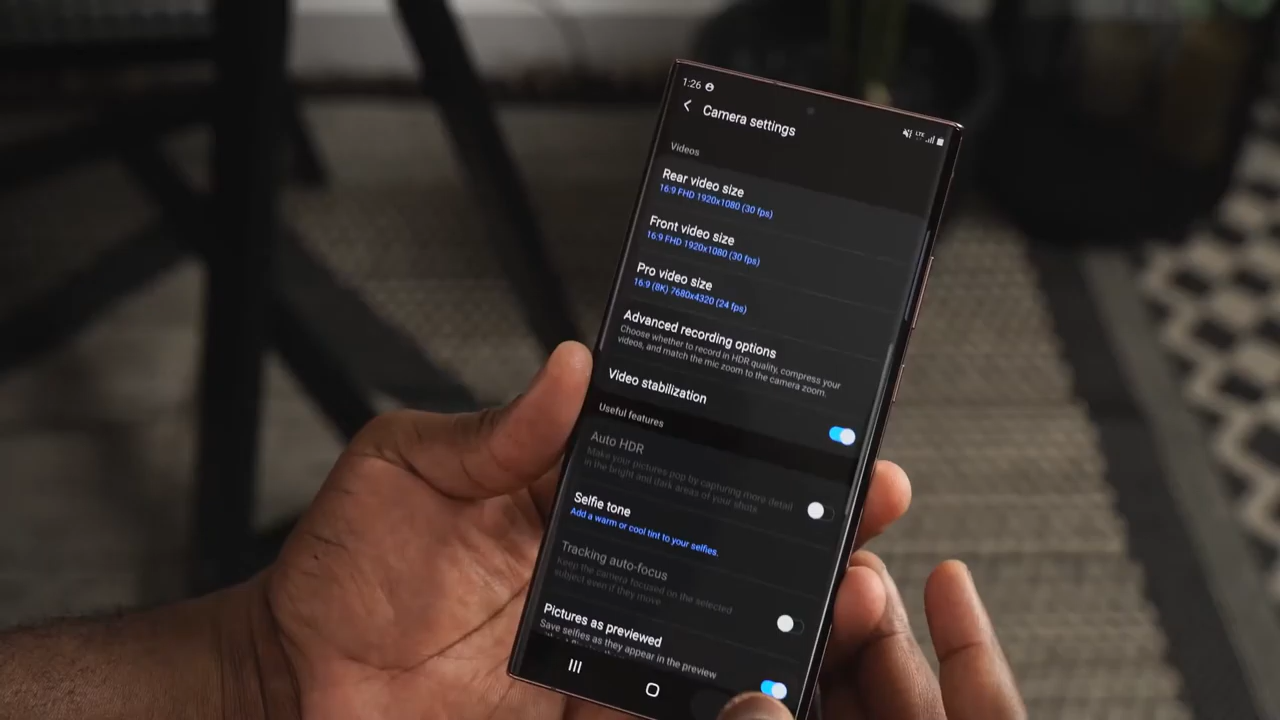 1:26
LTE
Camera settings
Videos
Rear video size
16:9 FHD 1920x1080 (30 fps)
Front video size
16:9 FHD 1920x1080 (30 fps)
Pro video size
16:9 (8K) 7680x4320 (24 fps)
Advanced recording options
Choose whether to record in HDR quality, compress your
videos, and match the mic zoom to the camera zoom.
Video stabilization
Useful features
Auto HDR
Make your pictures pop by capturing more detail
in the bright and dark areas of your shots.
Selfie tone
Add a warm or cool tint to your selfies.
Tracking auto-focus
Keep the camera focused on the selected
subject even if they move.
Pictures as previewed
Save selfies as they appear in the preview